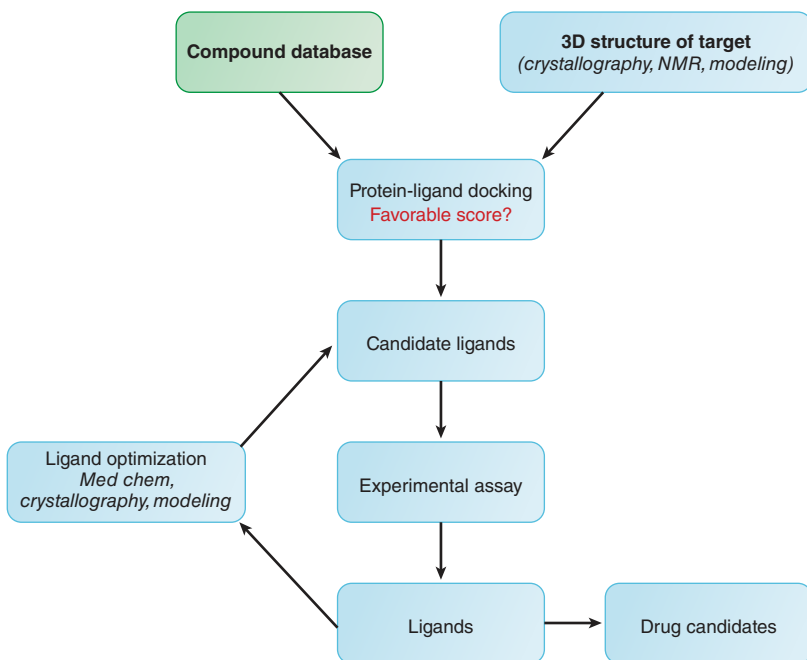 Compound database
3D structure of target
(crystallography, NMR, modeling)
Protein-ligand docking
Favorable score?
Candidate ligands
Ligand optimization
Med chem,
crystallography, modeling
Experimental assay
Ligands
Drug candidates